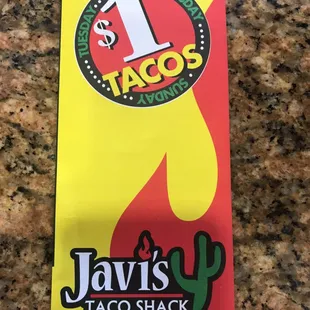 TUESDAY
$1
TACOS
SUNDAY
Javi's
TACO SHACK